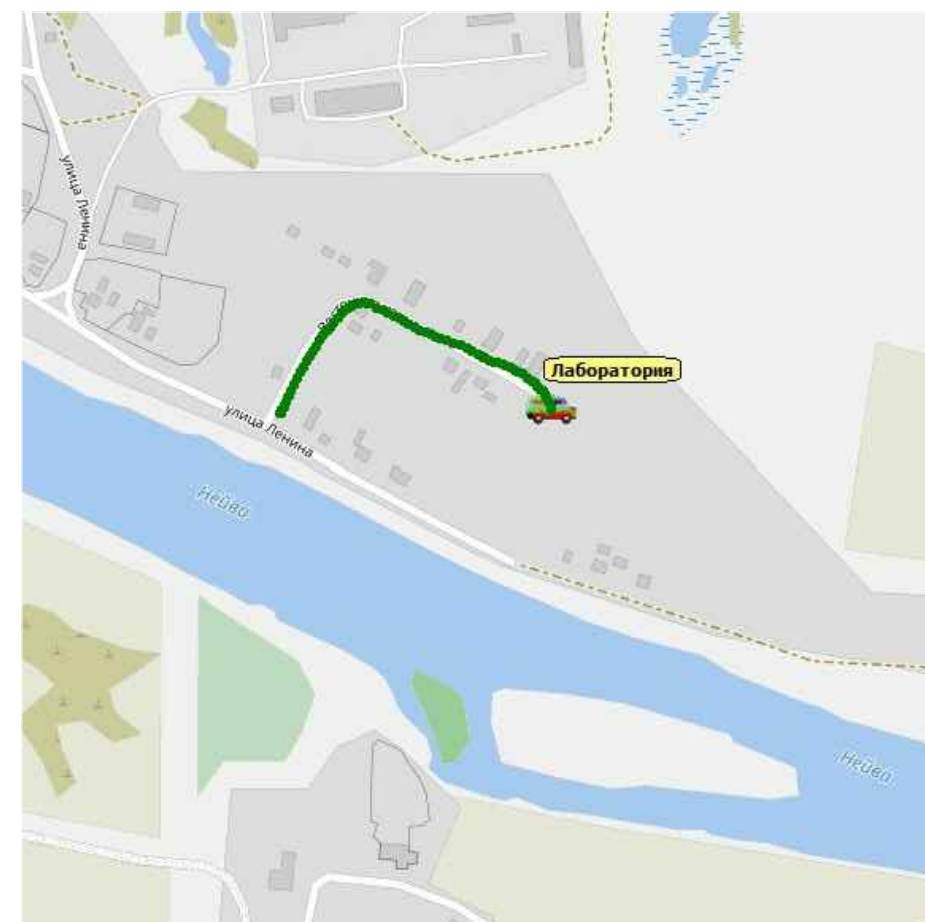 улица Ленина
Лаборатория
улица Ленина
Нейва
Нейва